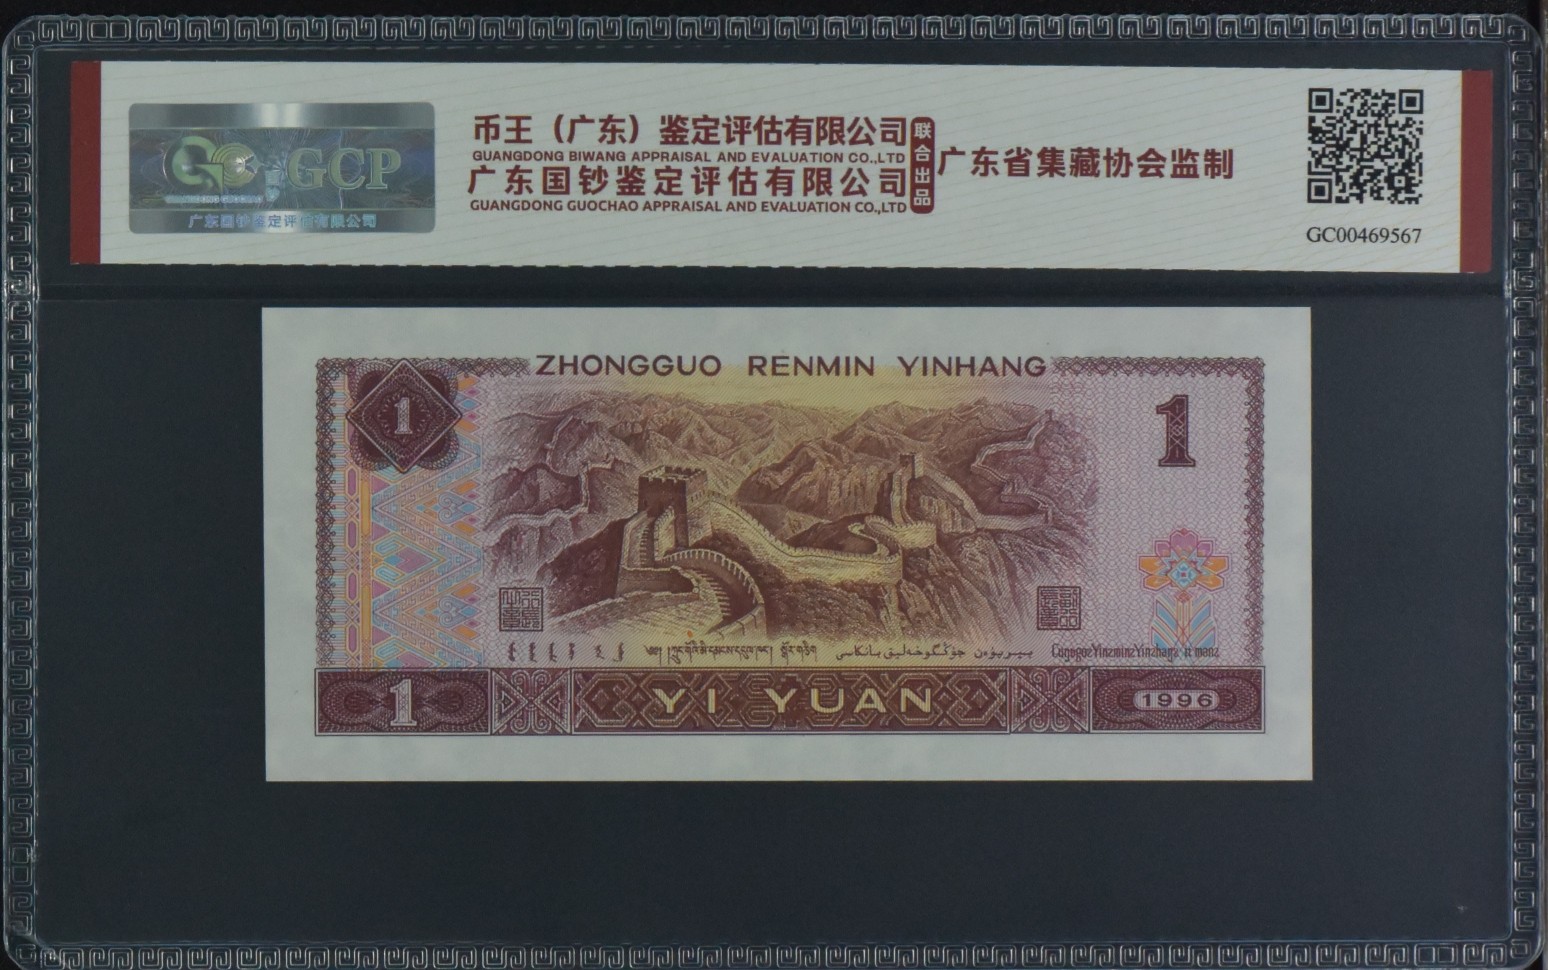 GCP
广东国钞鉴定评估有限公司
币王（广东）鉴定评估有限公司
GUANGDONG BIWANG APPRAISAL AND EVALUATION CO.,LTD
广东国钞鉴定评估有限公司
GUANGDONG GUOCHAO APPRAISAL AND EVALUATION CO.,LTD
联合出品
广东省集藏协会监制
GC00469567
ZHONGGUO RENMIN YINHANG
1
1
1
YI YUAN
1996